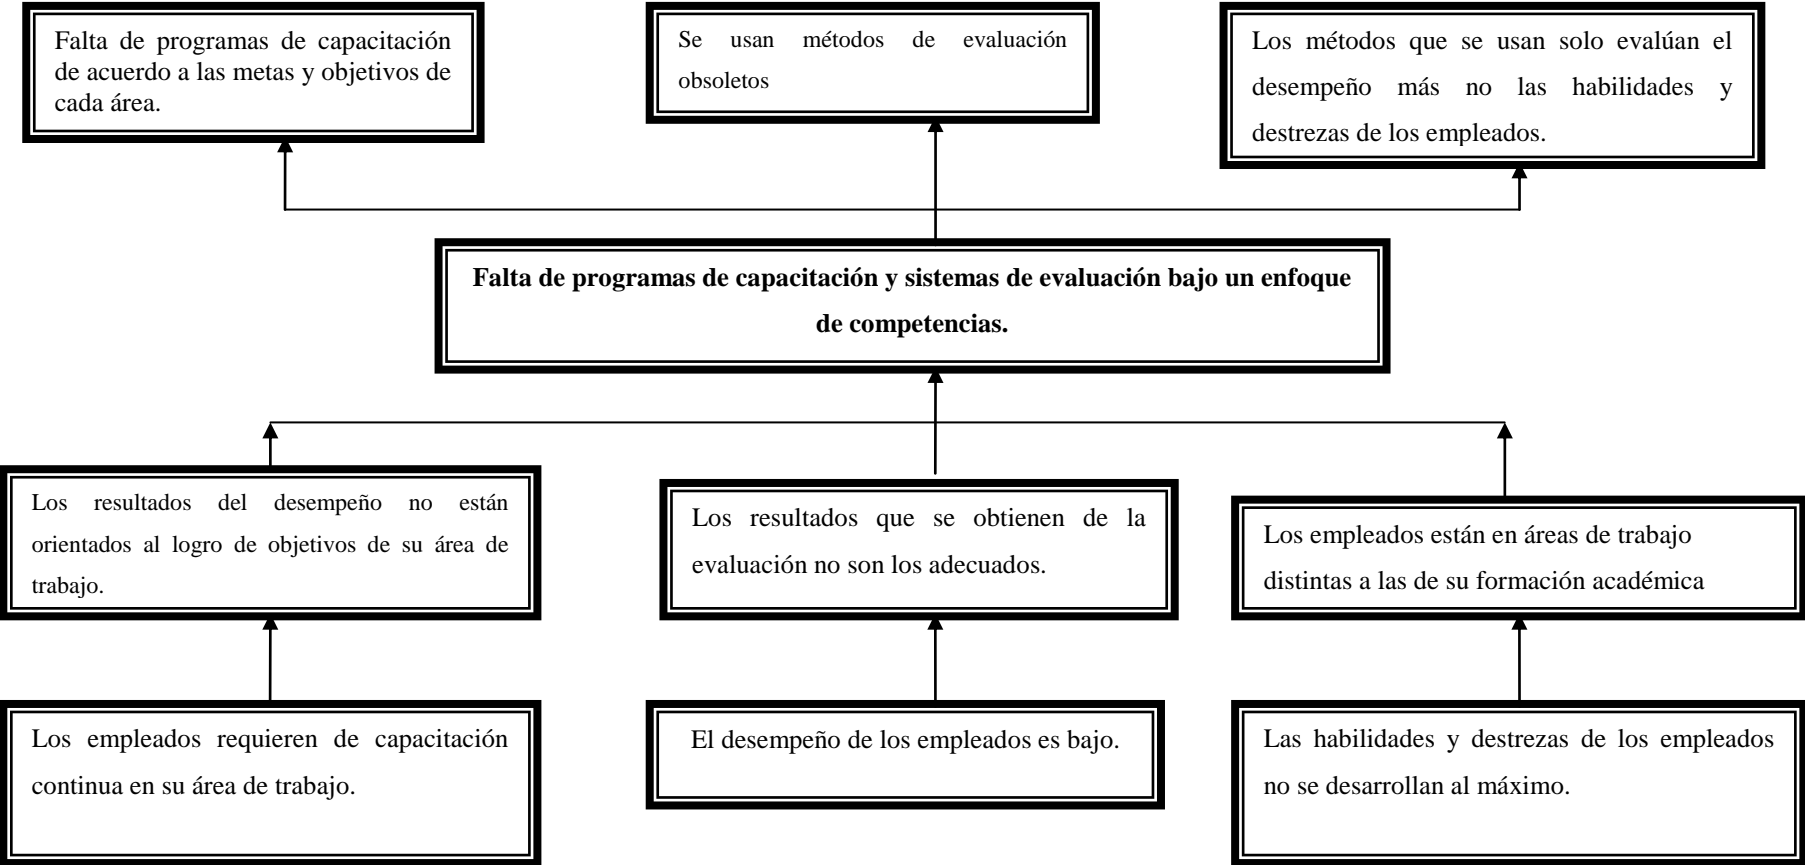 Falta de programas de capacitación
de acuerdo a las metas y objetivos de
cada área.
Se usan métodos de evaluación
obsoletos
Los métodos que se usan solo evalúan el
desempeño más no las habilidades y
destrezas de los empleados.
Falta de programas de capacitación y sistemas de evaluación bajo un enfoque
de competencias.
Los resultados del desempeño no están
orientados al logro de objetivos de su área de
trabajo.
Los resultados que se obtienen de la
evaluación no son los adecuados.
Los empleados están en áreas de trabajo
distintas a las de su formación académica
Los empleados requieren de capacitación
continua en su área de trabajo.
El desempeño de los empleados es bajo.
Las habilidades y destrezas de los empleados
no se desarrollan al máximo.